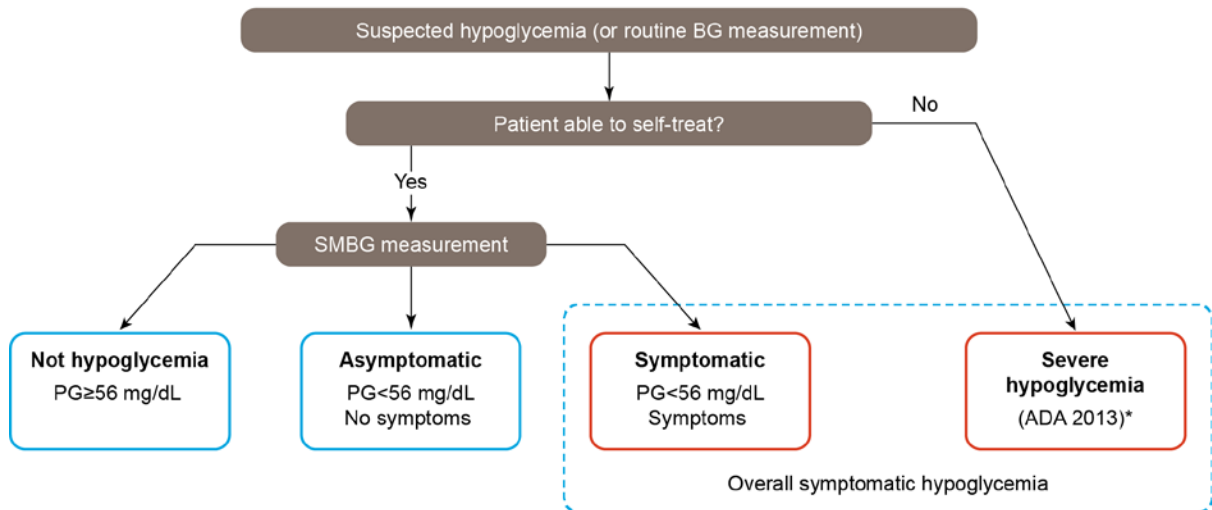 Suspected hypoglycemia (or routine BG measurement)
Patient able to self-treat?
No
Yes
SMBG measurement
Not hypoglycemia
PG≥56 mg/dL
Asymptomatic
PG<56 mg/dL
No symptoms
Symptomatic
PG<56 mg/dL
Symptoms
Severe
hypoglycemia
(ADA 2013)*
Overall symptomatic hypoglycemia